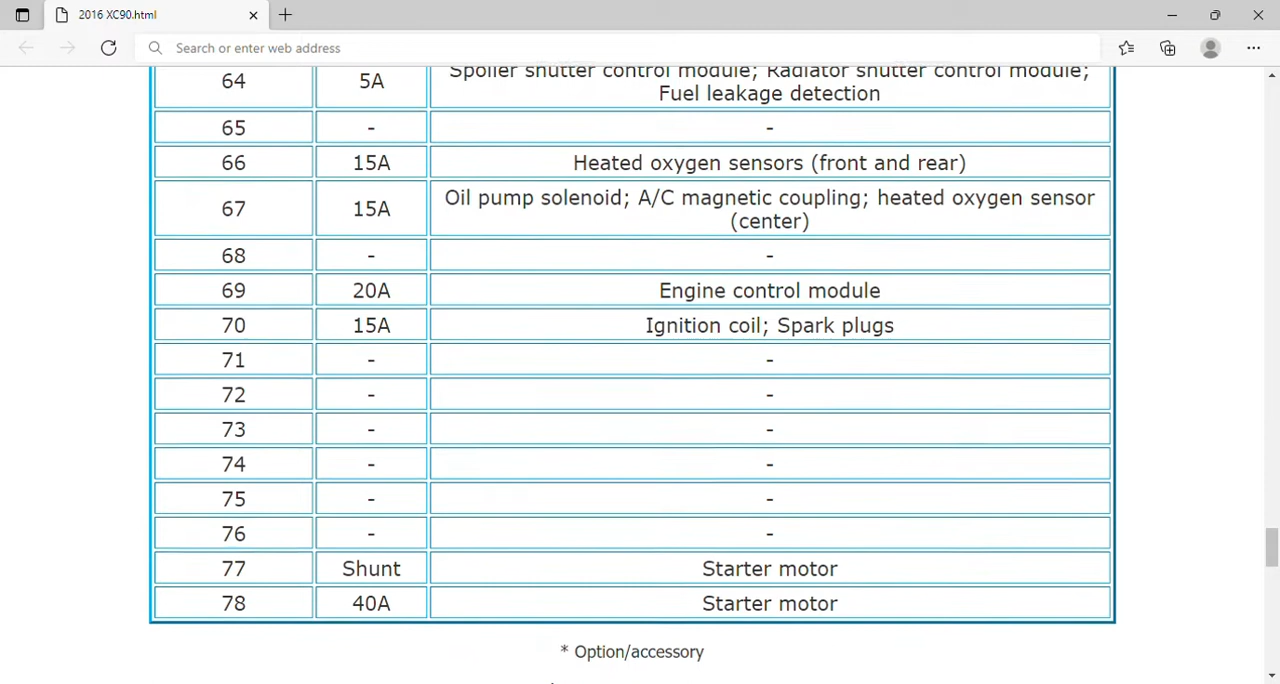 2016 XC90.html
Search or enter web address
64 5A Spoiler shutter control module; Radiator shutter control module;
Fuel leakage detection
65 - -
66 15A Heated oxygen sensors (front and rear)
67 15A Oil pump solenoid; A/C magnetic coupling; heated oxygen sensor
(center)
68 - -
69 20A Engine control module
70 15A Ignition coil; Spark plugs
71 - -
72 - -
73 - -
74 - -
75 - -
76 - -
77 Shunt Starter motor
78 40A Starter motor
* Option/accessory